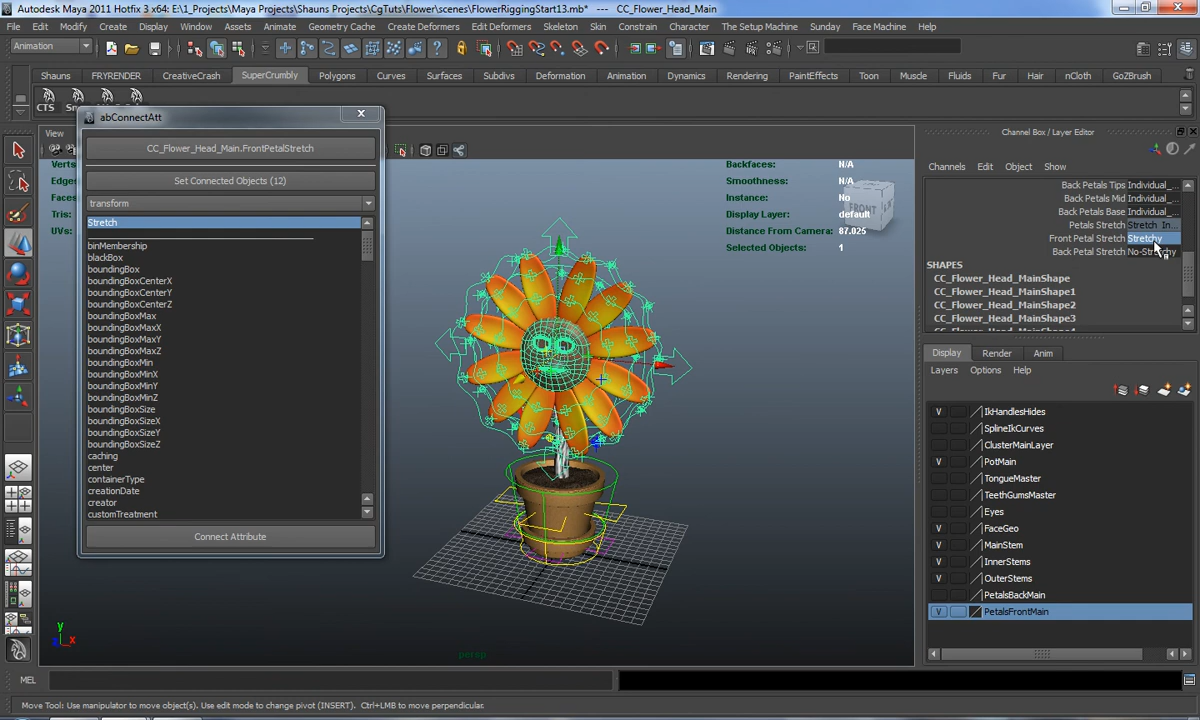 Autodesk Maya 2011 Hotfix 3 x64: E:\1_Projects\Maya Projects\Shauns Projects\CgTuts\Flower\scenes\FlowerRiggingStart13.mb* --- CC_Flower_Head_Main
File Edit Modify Create Display Window Assets Animate Geometry Cache Create Deformers Edit Deformers Skeleton Skin Constrain Character The Setup Machine Sunday Face Machine Help
Animation
Shauns FRYRENDER CreativeCrash SuperCrumbly Polygons Curves Surfaces Subdivs Deformation Animation Dynamics Rendering PaintEffects Toon Muscle Fluids Fur Hair nCloth GoZBrush
CTS
abConnectAtt
CC_Flower_Head_Main.FrontPetalStretch
Set Connected Objects (12)
transform
Stretch
binMembership
blackBox
boundingBox
boundingBoxCenterX
boundingBoxCenterY
boundingBoxCenterZ
boundingBoxMax
boundingBoxMaxX
boundingBoxMaxY
boundingBoxMaxZ
boundingBoxMin
boundingBoxMinX
boundingBoxMinY
boundingBoxMinZ
boundingBoxSize
boundingBoxSizeX
boundingBoxSizeY
boundingBoxSizeZ
caching
center
containerType
creationDate
creator
customTreatment
Connect Attribute
View
Verts
Edges
Faces
Tris:
UVs:
Backfaces: N/A
Smoothness: N/A
Instance: No
Display Layer: default
Distance From Camera: 87.025
Selected Objects: 1
FRONT
persp
y
z x
Channel Box / Layer Editor
Channels Edit Object Show
Back Petals Tips Individual_...
Back Petals Mid Individual_...
Back Petals Base Individual_...
Petals Stretch Stretch In...
Front Petal Stretch Stretchy
Back Petal Stretch No-Stretchy
SHAPES
CC_Flower_Head_MainShape
CC_Flower_Head_MainShape1
CC_Flower_Head_MainShape2
CC_Flower_Head_MainShape3
CC_Flower_Head_MainShape4
Display Render Anim
Layers Options Help
V IkHandlesHides
SplineIkCurves
ClusterMainLayer
V PotMain
TongueMaster
TeethGumsMaster
Eyes
V FaceGeo
V MainStem
V InnerStems
V OuterStems
PetalsBackMain
V PetalsFrontMain
MEL
Move Tool: Use manipulator to move object(s). Use edit mode to change pivot (INSERT). Ctrl+LMB to move perpendicular.